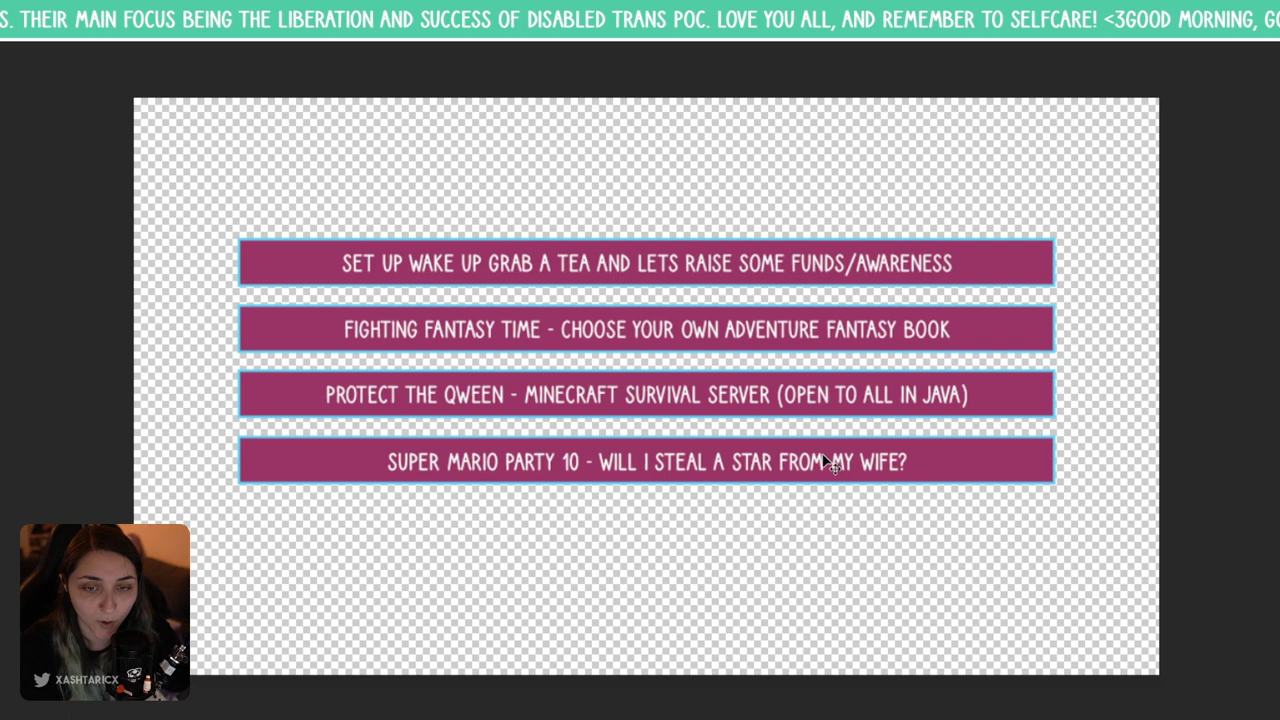 S. THEIR MAIN FOCUS BEING THE LIBERATION AND SUCCESS OF DISABLED TRANS POC. LOVE YOU ALL, AND REMEMBER TO SELFCARE! <3GOOD MORNING, GO
SET UP WAKE UP GRAB A TEA AND LETS RAISE SOME FUNDS/AWARENESS
FIGHTING FANTASY TIME - CHOOSE YOUR OWN ADVENTURE FANTASY BOOK
PROTECT THE QWEEN - MINECRAFT SURVIVAL SERVER (OPEN TO ALL IN JAVA)
SUPER MARIO PARTY 10 - WILL I STEAL A STAR FROM MY WIFE?
XASHTARICX